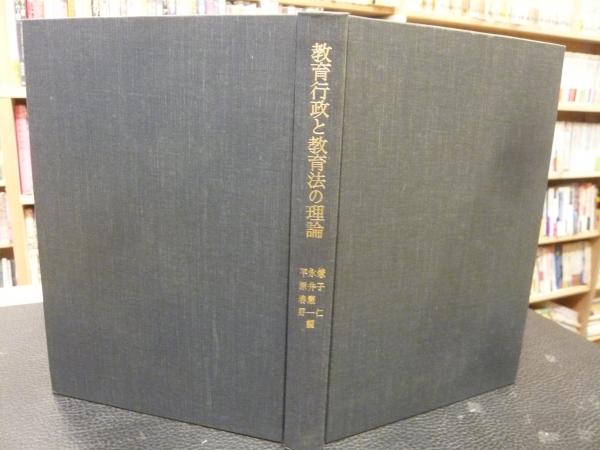 教育行政と教育法の理論
兼子 仁
永井憲一
平原春好
編